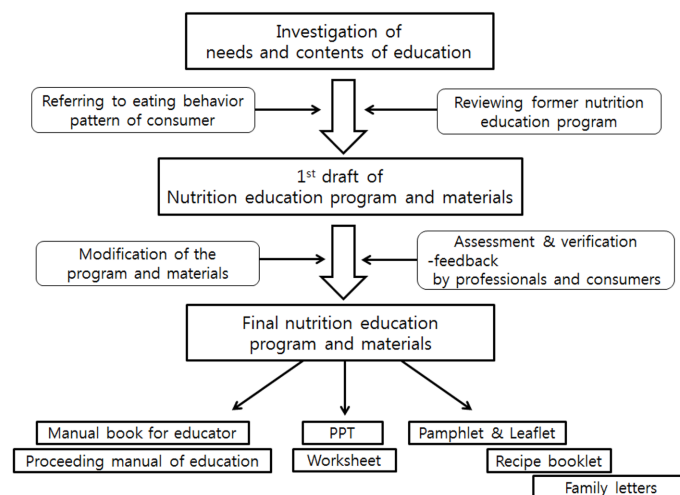 Investigation of
needs and contents of education
Referring to eating behavior
pattern of consumer
Reviewing former nutrition
education program
1st draft of
Nutrition education program and materials
Modification of the
program and materials
Assessment & verification
-feedback
by professionals and consumers
Final nutrition education
program and materials
Manual book for educator
PPT
Pamphlet & Leaflet
Proceeding manual of education
Worksheet
Recipe booklet
Family letters